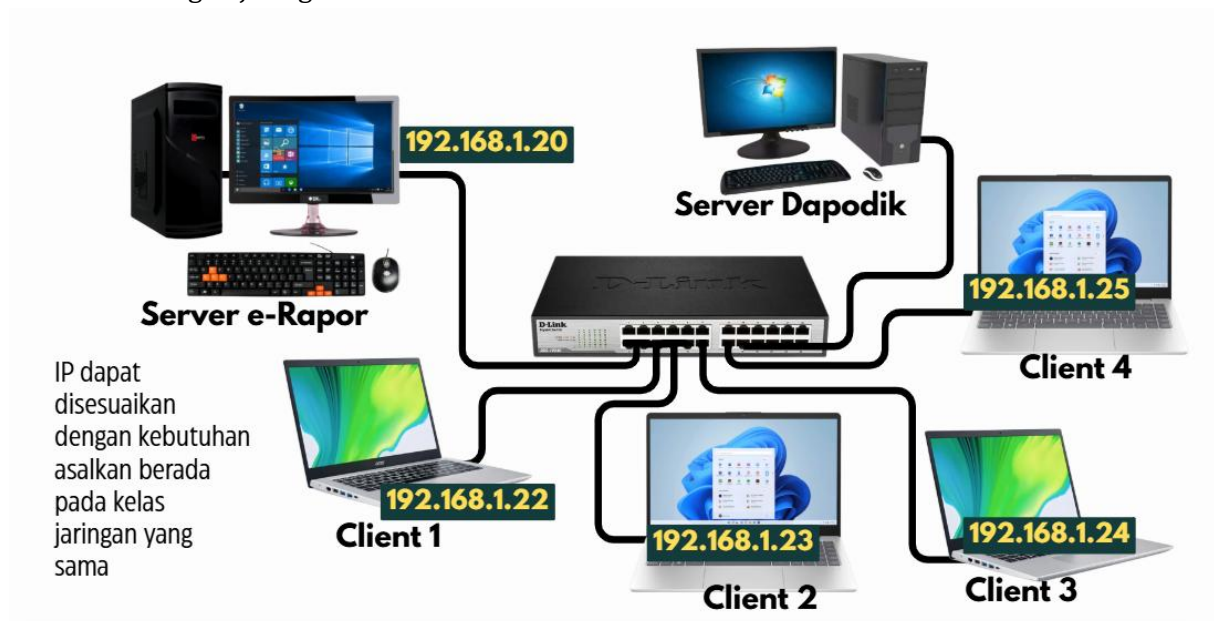 192.168.1.20
Server Dapodik
Server e-Rapor
192.168.1.25
Client 4
D-Link
IP dapat
disesuaikan
dengan kebutuhan
asalkan berada
pada kelas
jaringan yang
sama
192.168.1.22
Client 1
192.168.1.23
Client 2
192.168.1.24
Client 3